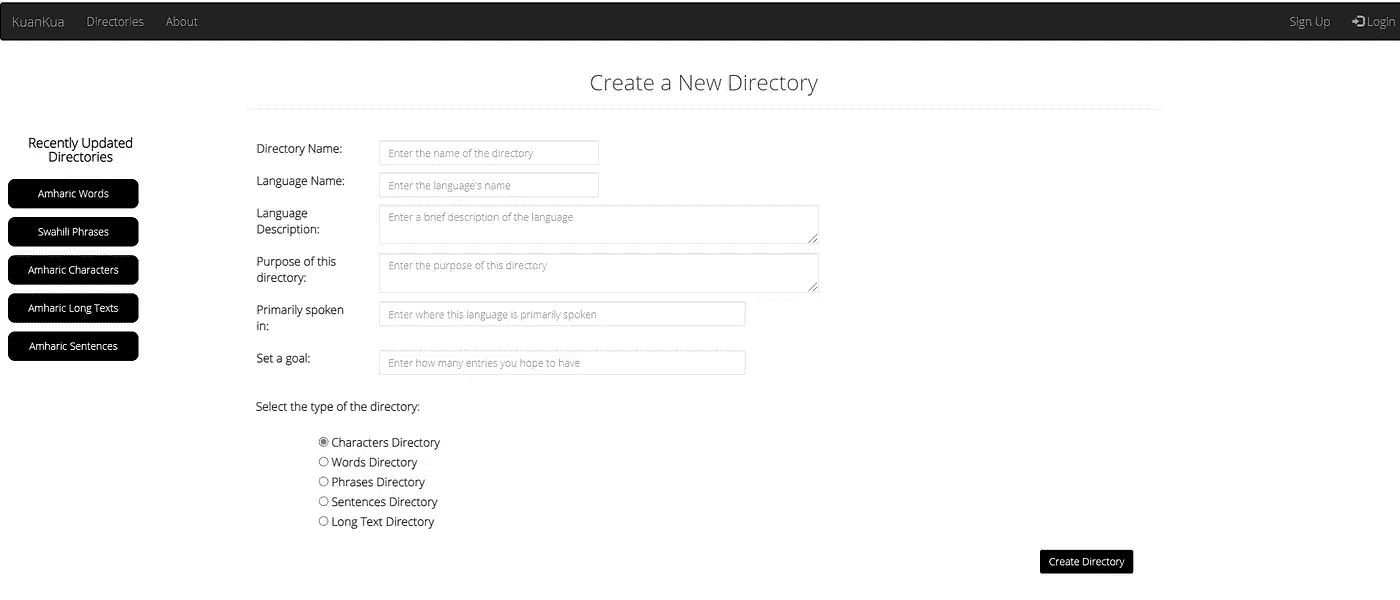 KuanKua Directories About Sign Up Login
Create a New Directory
Recently Updated
Directories
Amharic Words
Swahili Phrases
Amharic Characters
Amharic Long Texts
Amharic Sentences
Directory Name: Enter the name of the directory
Language Name: Enter the language's name
Language
Description:
Enter a brief description of the language
Purpose of this
directory:
Enter the purpose of this directory
Primarily spoken
in:
Enter where this language is primarily spoken
Set a goal: Enter how many entries you hope to have
Select the type of the directory:
Characters Directory
Words Directory
Phrases Directory
Sentences Directory
Long Text Directory
Create Directory